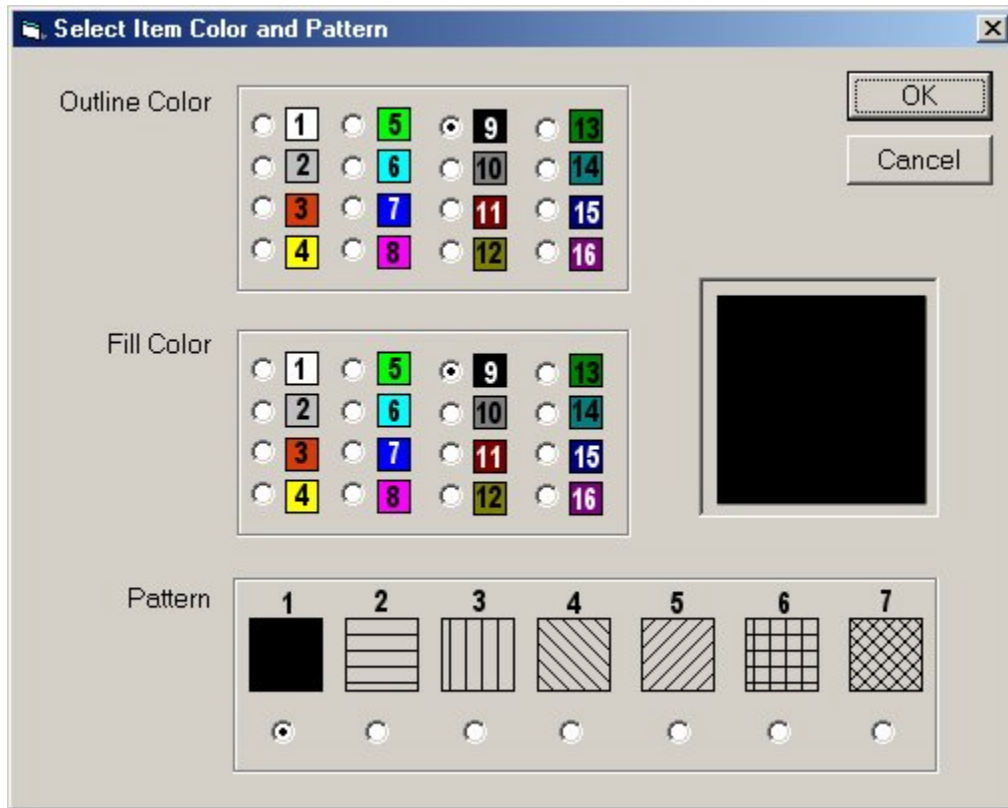 Select Item Color and Pattern
Outline Color
1 5 9 13
2 6 10 14
3 7 11 15
4 8 12 16
OK
Cancel
Fill Color
1 5 9 13
2 6 10 14
3 7 11 15
4 8 12 16
Pattern
1 2 3 4 5 6 7